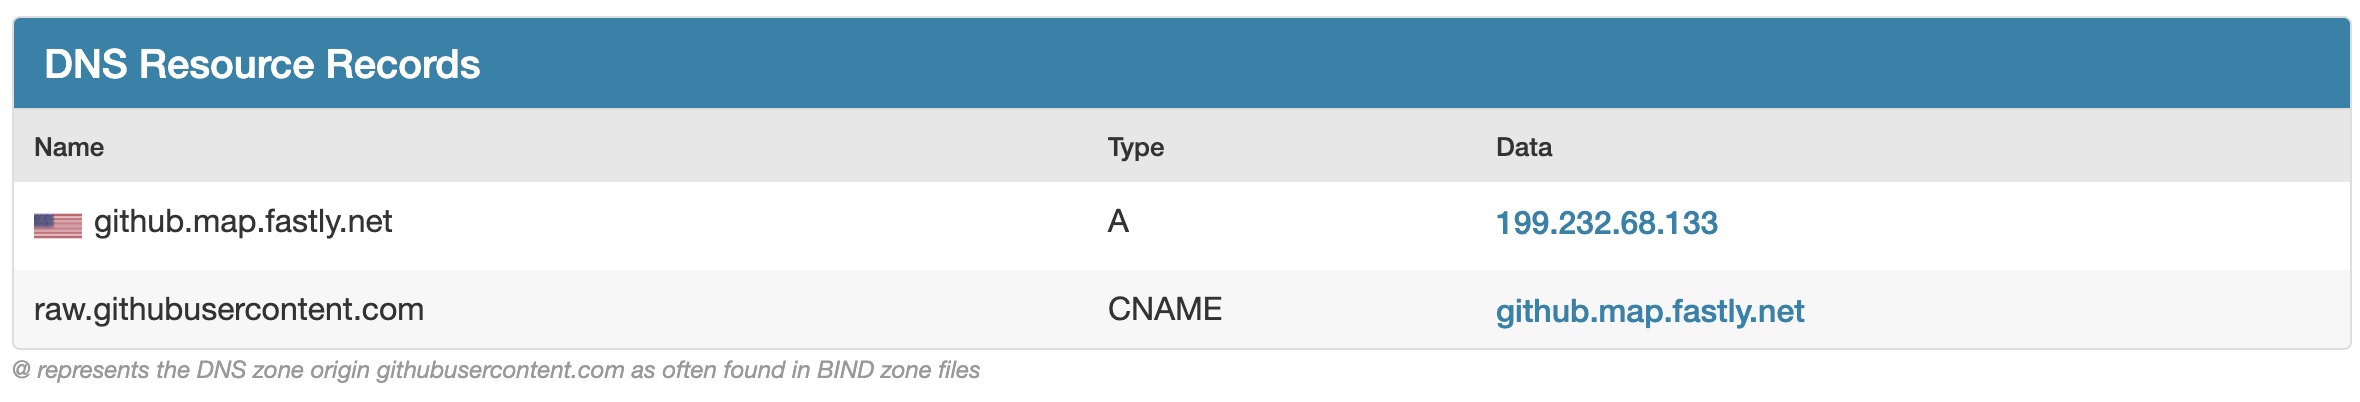 DNS Resource Records
Name Type Data
github.map.fastly.net A 199.232.68.133
raw.githubusercontent.com CNAME github.map.fastly.net
@ represents the DNS zone origin githubusercontent.com as often found in BIND zone files